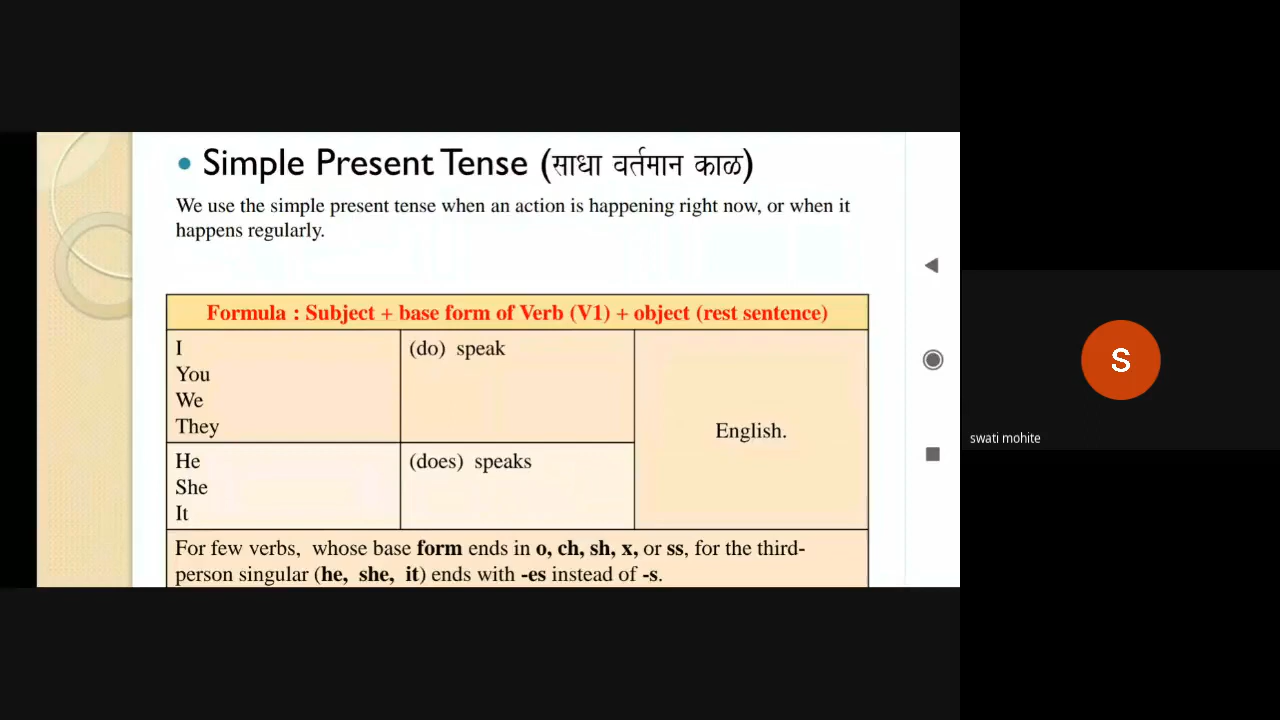 Simple Present Tense (साधा वर्तमान काळ)
We use the simple present tense when an action is happening right now, or when it
happens regularly.
Formula : Subject + base form of Verb (V1) + object (rest sentence)
I
You
We
They
(do) speak
He
She
It
(does) speaks
English.
For few verbs, whose base form ends in o, ch, sh, x, or ss, for the third-
person singular (he, she, it) ends with -es instead of -s.
S
swati mohite